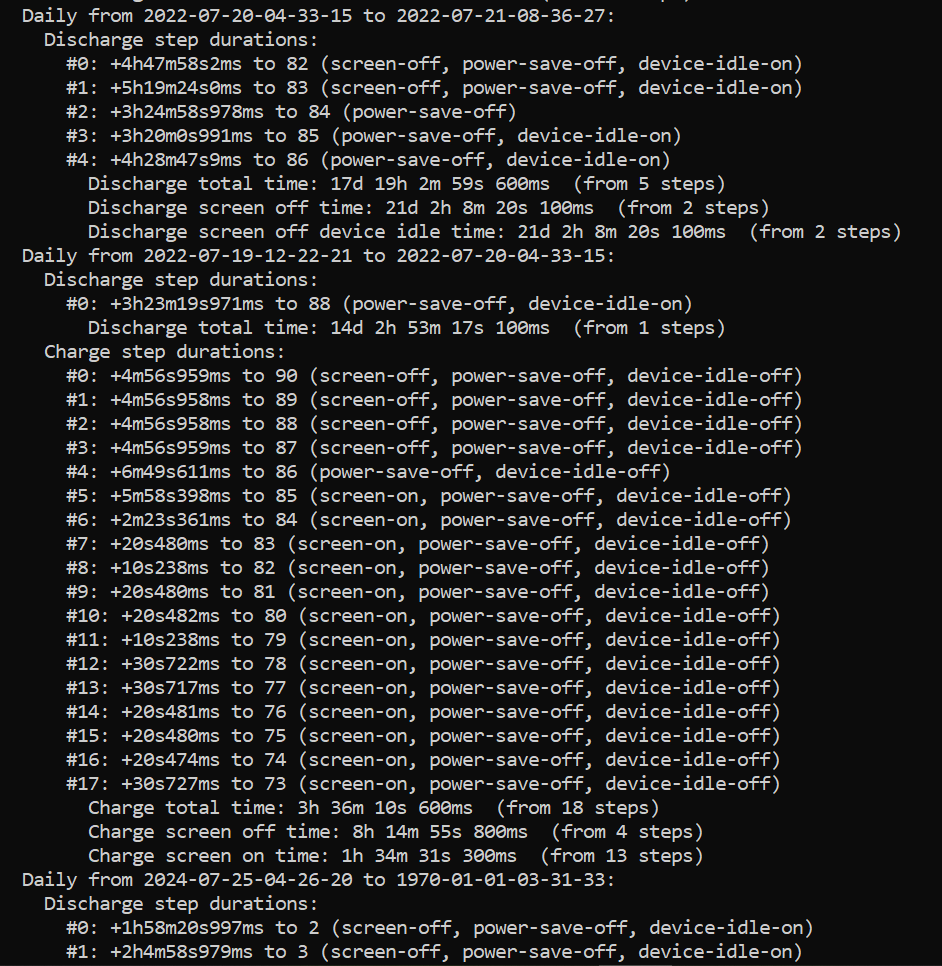 Daily from 2022-07-20-04-33-15 to 2022-07-21-08-36-27:
Discharge step durations:
#0: +4h47m58s2ms to 82 (screen-off, power-save-off, device-idle-on)
#1: +5h19m24s0ms to 83 (screen-off, power-save-off, device-idle-on)
#2: +3h24m58s978ms to 84 (power-save-off)
#3: +3h20m0s991ms to 85 (power-save-off, device-idle-on)
#4: +4h28m47s9ms to 86 (power-save-off, device-idle-on)
Discharge total time: 17d 19h 2m 59s 600ms  (from 5 steps)
Discharge screen off time: 21d 2h 8m 20s 100ms  (from 2 steps)
Discharge screen off device idle time: 21d 2h 8m 20s 100ms  (from 2 steps)
Daily from 2022-07-19-12-22-21 to 2022-07-20-04-33-15:
Discharge step durations:
#0: +3h23m19s971ms to 88 (power-save-off, device-idle-on)
Discharge total time: 14d 2h 53m 17s 100ms  (from 1 steps)
Charge step durations:
#0: +4m56s959ms to 90 (screen-off, power-save-off, device-idle-off)
#1: +4m56s958ms to 89 (screen-off, power-save-off, device-idle-off)
#2: +4m56s958ms to 88 (screen-off, power-save-off, device-idle-off)
#3: +4m56s959ms to 87 (screen-off, power-save-off, device-idle-off)
#4: +6m49s611ms to 86 (power-save-off, device-idle-off)
#5: +5m58s398ms to 85 (screen-on, power-save-off, device-idle-off)
#6: +2m23s361ms to 84 (screen-on, power-save-off, device-idle-off)
#7: +20s480ms to 83 (screen-on, power-save-off, device-idle-off)
#8: +10s238ms to 82 (screen-on, power-save-off, device-idle-off)
#9: +20s480ms to 81 (screen-on, power-save-off, device-idle-off)
#10: +20s482ms to 80 (screen-on, power-save-off, device-idle-off)
#11: +10s238ms to 79 (screen-on, power-save-off, device-idle-off)
#12: +30s722ms to 78 (screen-on, power-save-off, device-idle-off)
#13: +30s717ms to 77 (screen-on, power-save-off, device-idle-off)
#14: +20s481ms to 76 (screen-on, power-save-off, device-idle-off)
#15: +20s480ms to 75 (screen-on, power-save-off, device-idle-off)
#16: +20s474ms to 74 (screen-on, power-save-off, device-idle-off)
#17: +30s727ms to 73 (screen-on, power-save-off, device-idle-off)
Charge total time: 3h 36m 10s 600ms  (from 18 steps)
Charge screen off time: 8h 14m 55s 800ms  (from 4 steps)
Charge screen on time: 1h 34m 31s 300ms  (from 13 steps)
Daily from 2024-07-25-04-26-20 to 1970-01-01-03-31-33:
Discharge step durations:
#0: +1h58m20s997ms to 2 (screen-off, power-save-off, device-idle-on)
#1: +2h4m58s979ms to 3 (screen-off, power-save-off, device-idle-on)